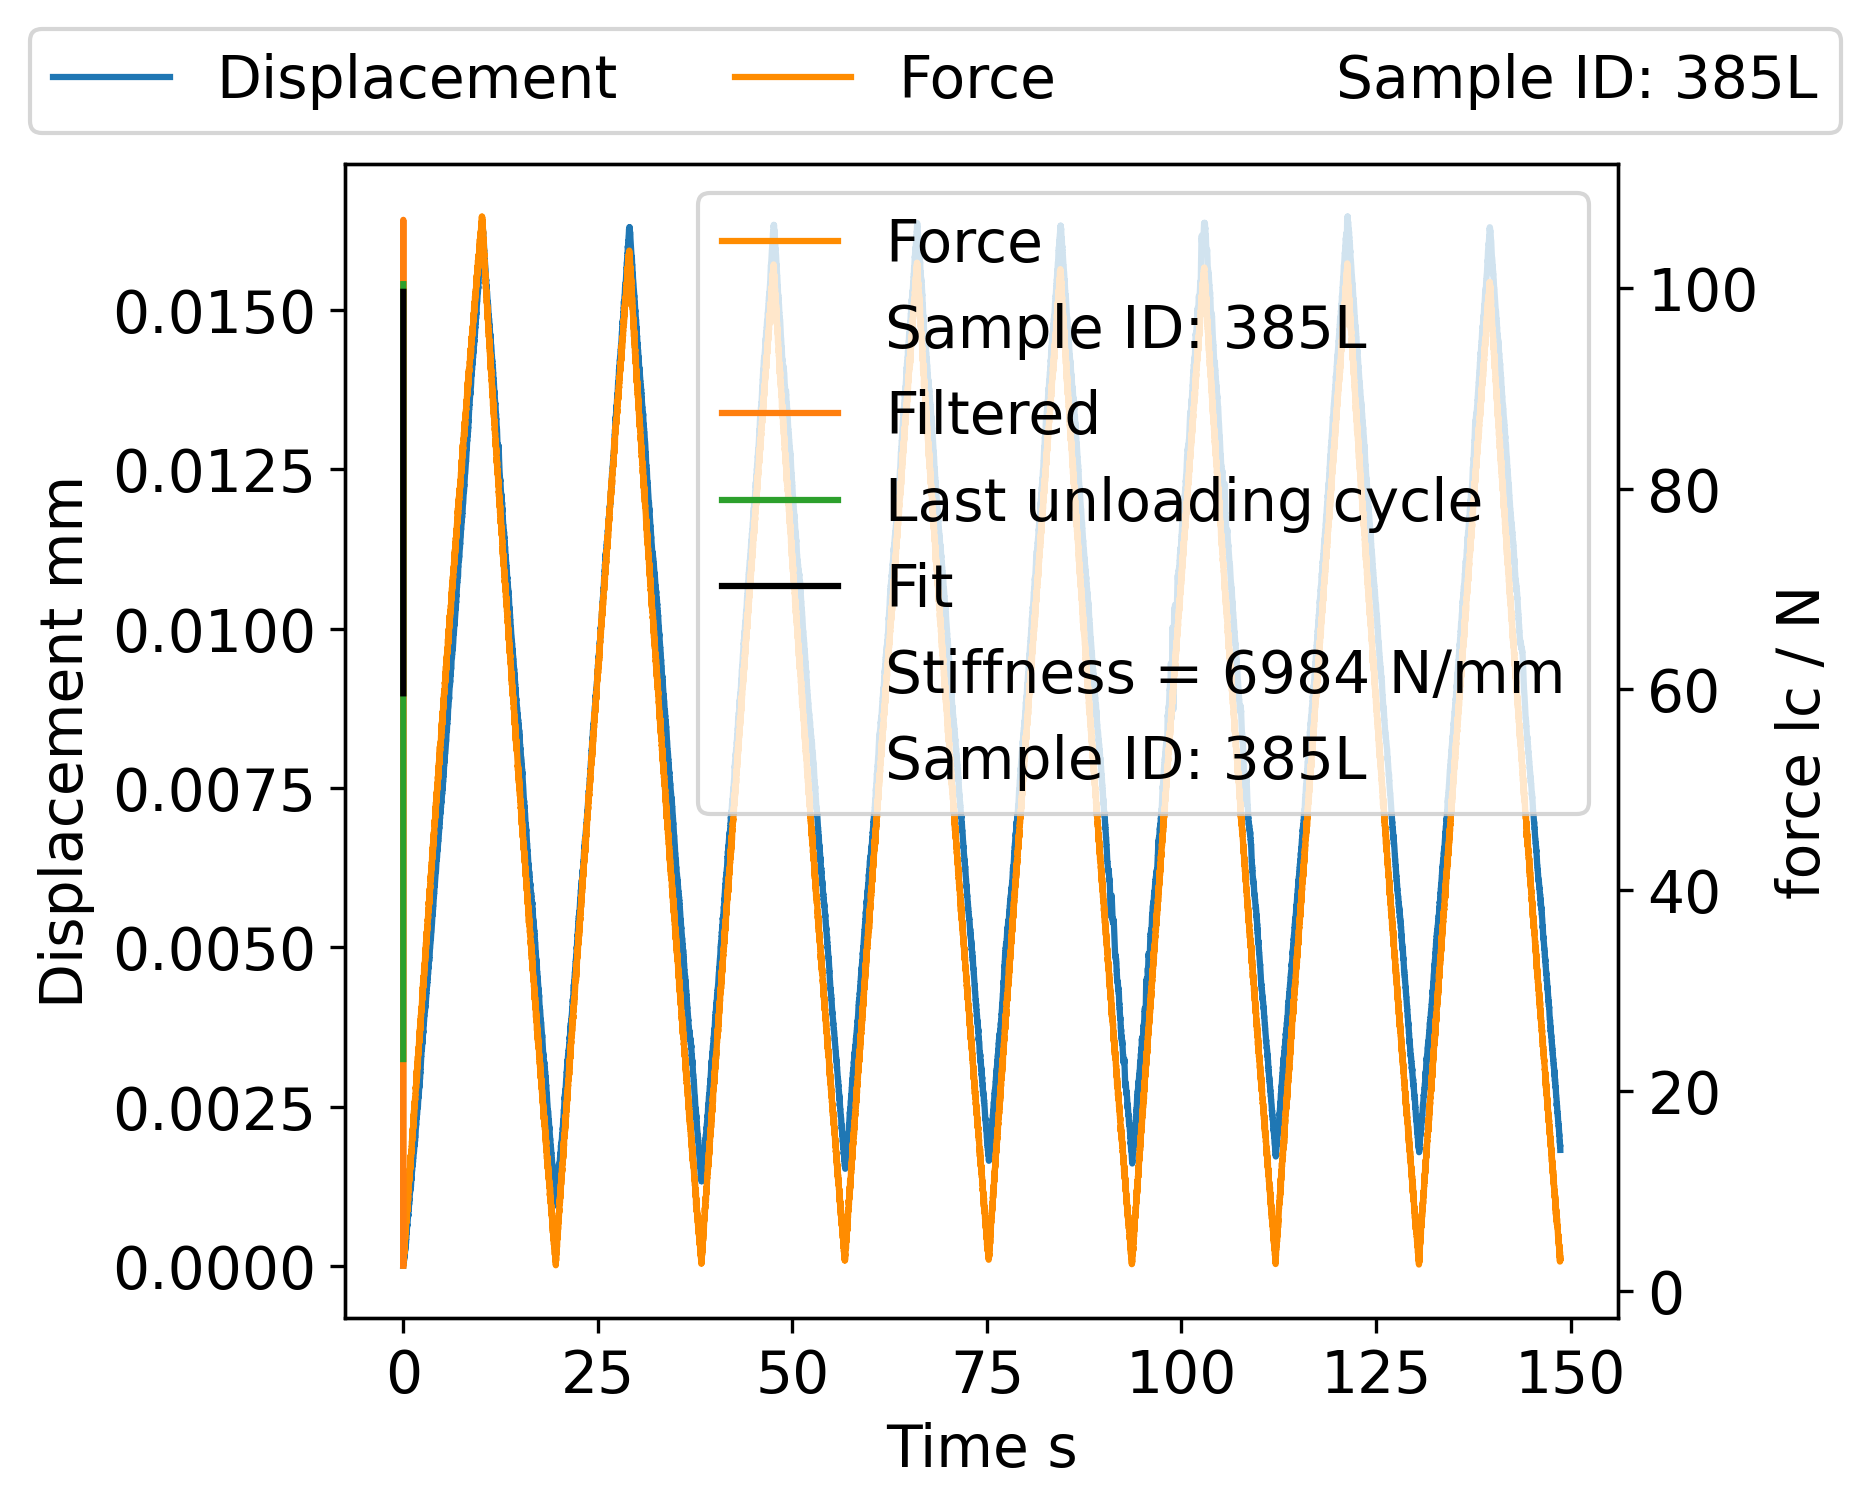 Displacement Force Sample ID: 385L
Force
Sample ID: 385L
Filtered
Last unloading cycle
Fit
Stiffness = 6984 N/mm
Sample ID: 385L
Displacement mm
0.0150
0.0125
0.0100
0.0075
0.0050
0.0025
0.0000
100
80
60
40
20
0
force lc / N
0 25 50 75 100 125 150
Time s